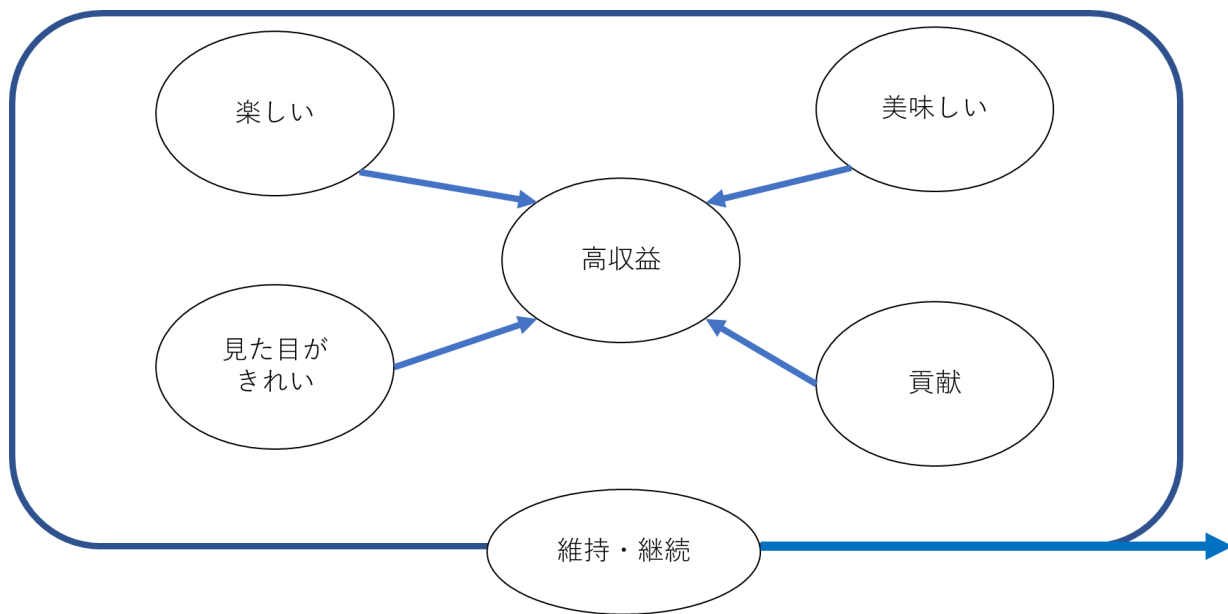 楽しい
美味しい
高収益
見た目が
きれい
貢献
維持・継続